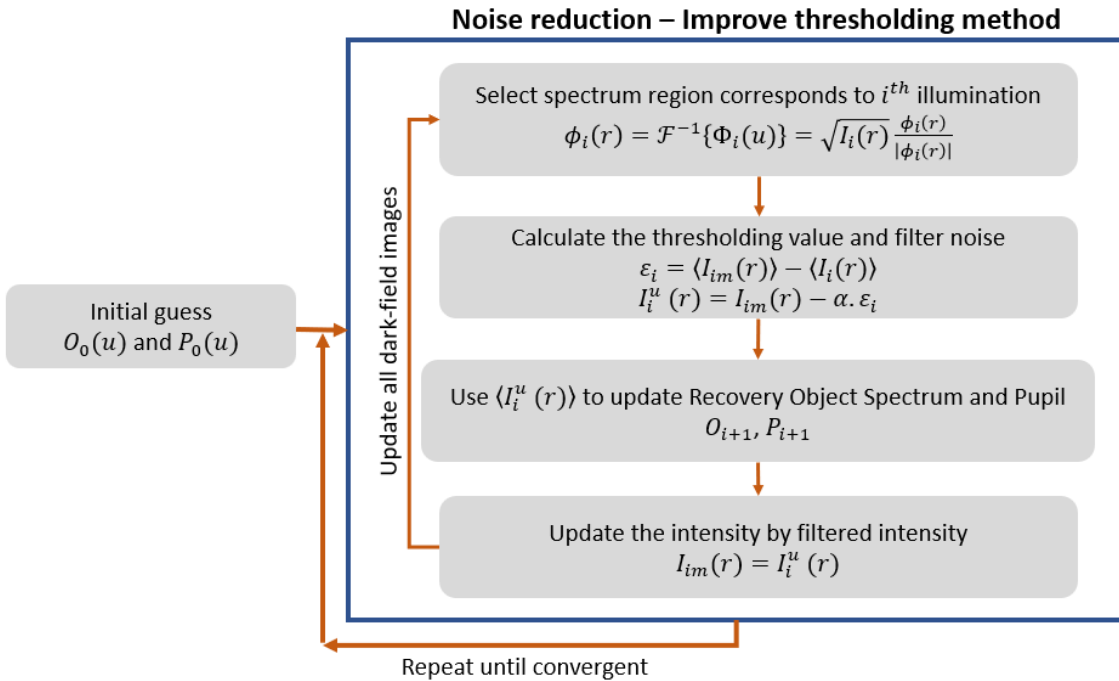 Noise reduction – Improve thresholding method
Select spectrum region corresponds to 𝑖ᵗʰ illumination
𝜙ᵢ(𝑟) = ℱ⁻¹{Φᵢ(𝑢)} = √𝐼ᵢ(𝑟) 𝜙ᵢ(𝑟)/|𝜙ᵢ(𝑟)|
Calculate the thresholding value and filter noise
𝜀ᵢ = ⟨𝐼ᵢₘ(𝑟)⟩ − ⟨𝐼ᵢ(𝑟)⟩
𝐼ᵢᵘ (𝑟) = 𝐼ᵢₘ(𝑟) − 𝛼. 𝜀ᵢ
Initial guess
𝑂₀(𝑢) and 𝑃₀(𝑢)
Update all dark-field images
Use ⟨𝐼ᵢᵘ (𝑟)⟩ to update Recovery Object Spectrum and Pupil
𝑂ᵢ₊₁, 𝑃ᵢ₊₁
Update the intensity by filtered intensity
𝐼ᵢₘ(𝑟) = 𝐼ᵢᵘ (𝑟)
Repeat until convergent